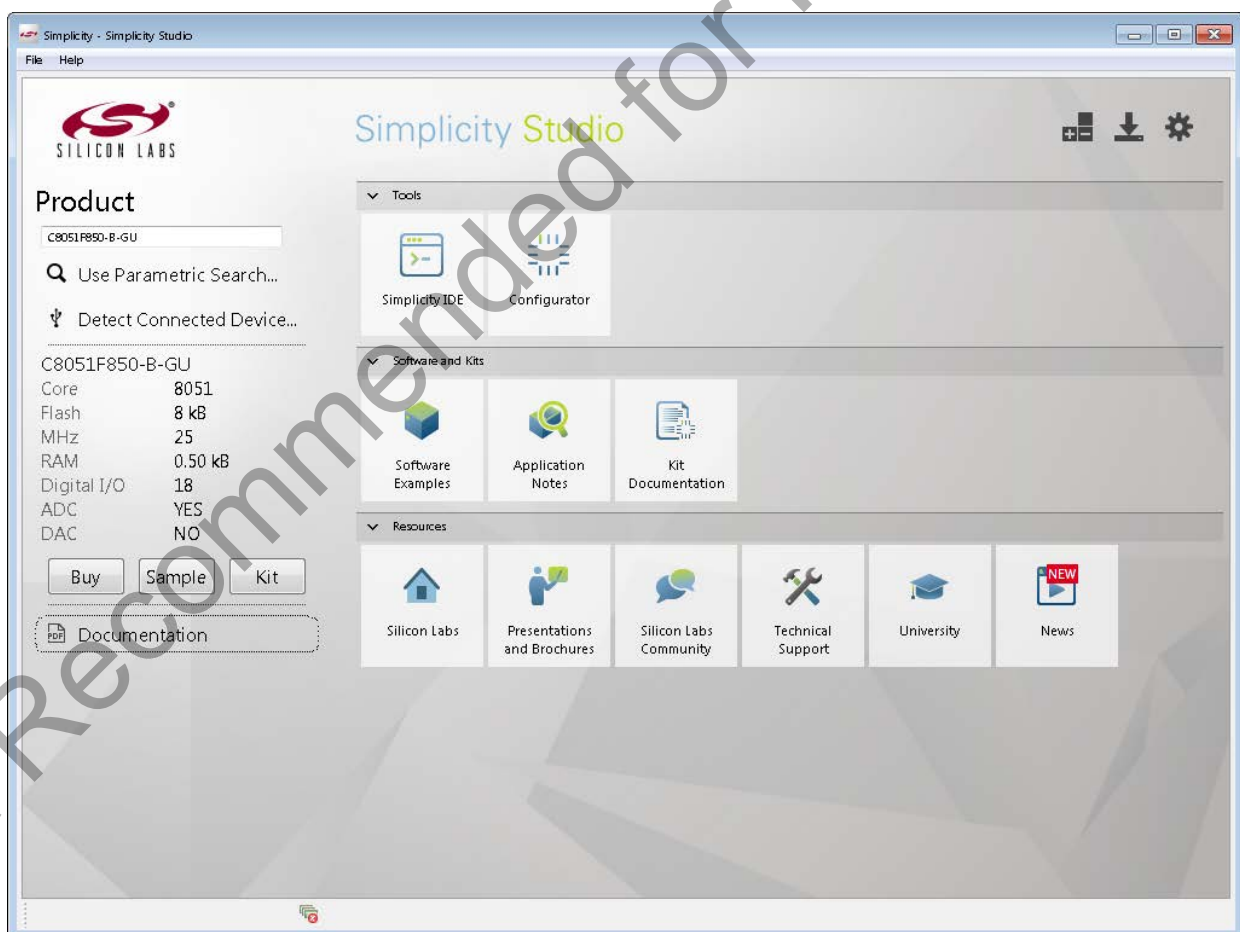 Simplicity - Simplicity Studio
File Help
SILICON LABS
Simplicity Studio
Product
C8051F850-B-GU
Use Parametric Search...
Detect Connected Device...
C8051F850-B-GU
Core 8051
Flash 8 kB
MHz 25
RAM 0.50 kB
Digital I/O 18
ADC YES
DAC NO
Buy Sample Kit
PDF Documentation
Tools
Simplicity IDE
Configurator
Software and Kits
Software
Examples
Application
Notes
Kit
Documentation
Resources
Silicon Labs
Presentations
and Brochures
Silicon Labs
Community
Technical
Support
University
NEW
News
Recommended for